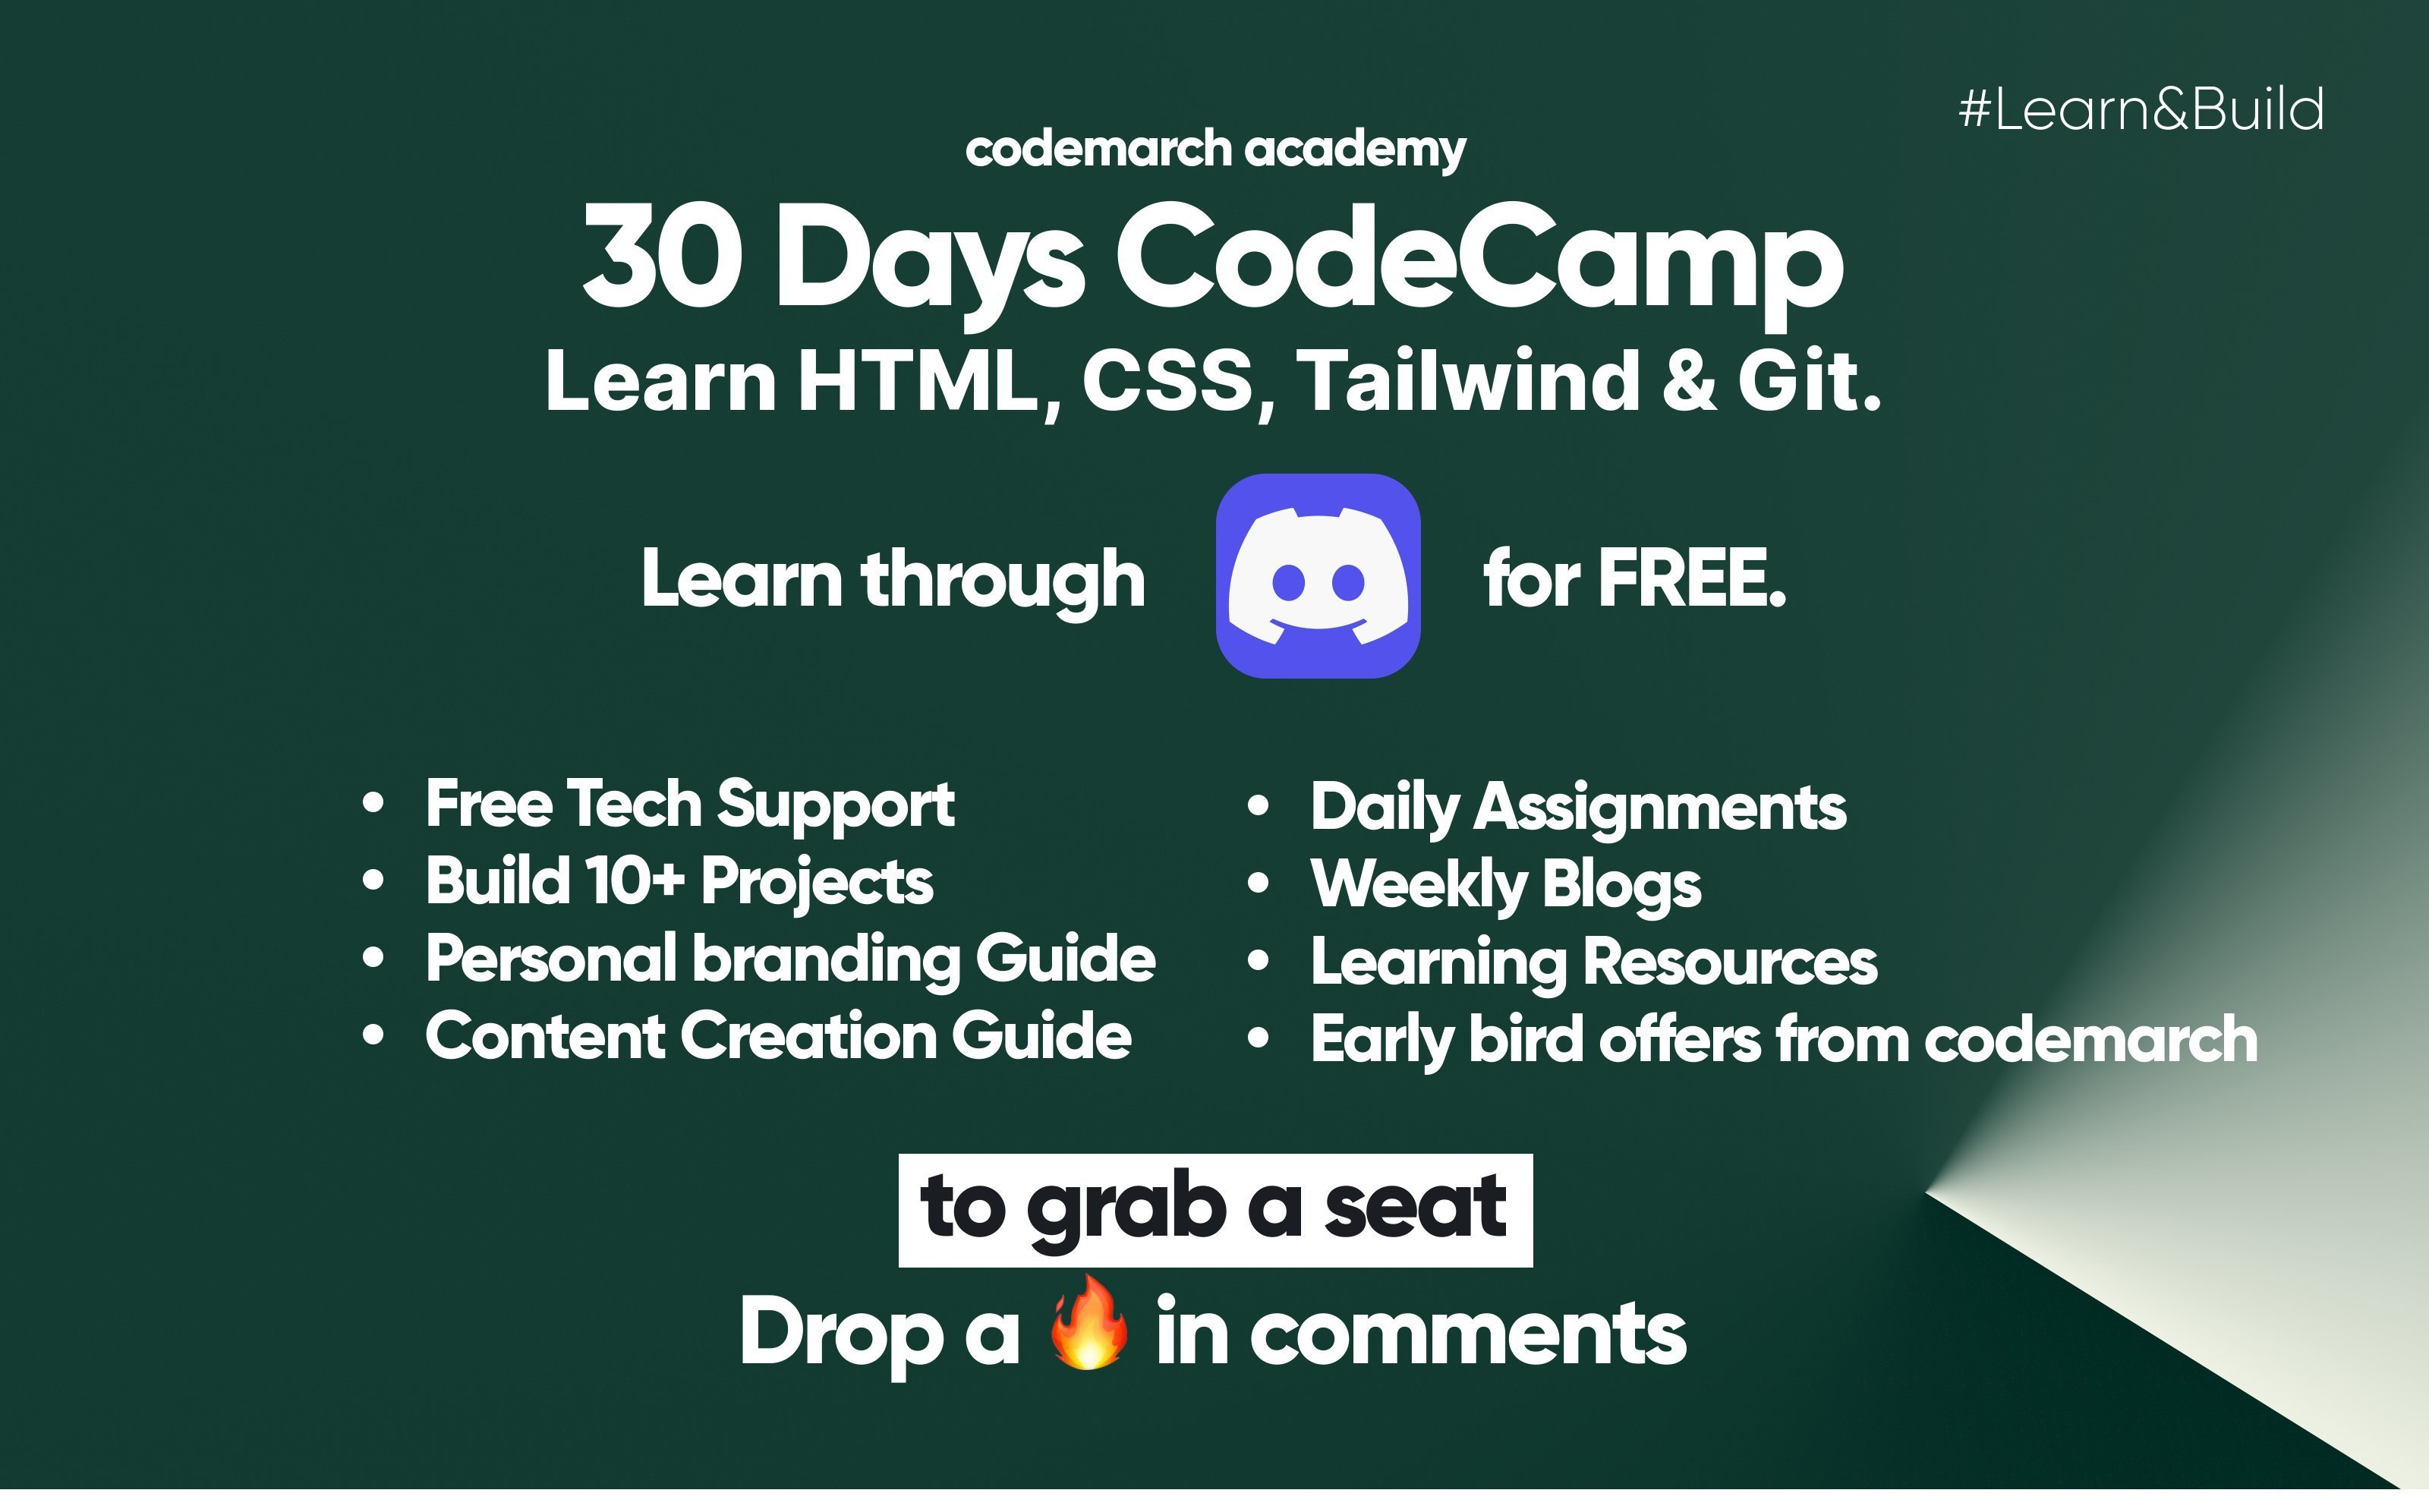 #Learn&Build
codemarch academy
30 Days CodeCamp
Learn HTML, CSS, Tailwind & Git.
Learn through for FREE.
• Free Tech Support
• Build 10+ Projects
• Personal branding Guide
• Content Creation Guide
• Daily Assignments
• Weekly Blogs
• Learning Resources
• Early bird offers from codemarch
to grab a seat
Drop a 🔥 in comments